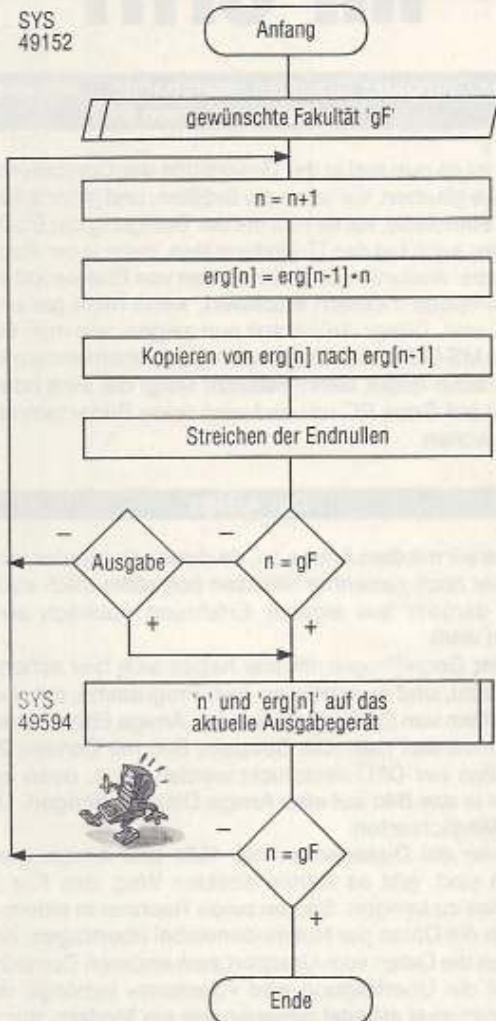 SYS
49152
Anfang
gewünschte Fakultät 'gF'
n = n+1
erg[n] = erg[n-1]*n
Kopieren von erg[n] nach erg[n-1]
Streichen der Endnullen
–
–
Ausgabe
n = gF
+
+
SYS
49594
'n' und 'erg[n]' auf das
aktuelle Ausgabegerät
–
n = gF
+
Ende